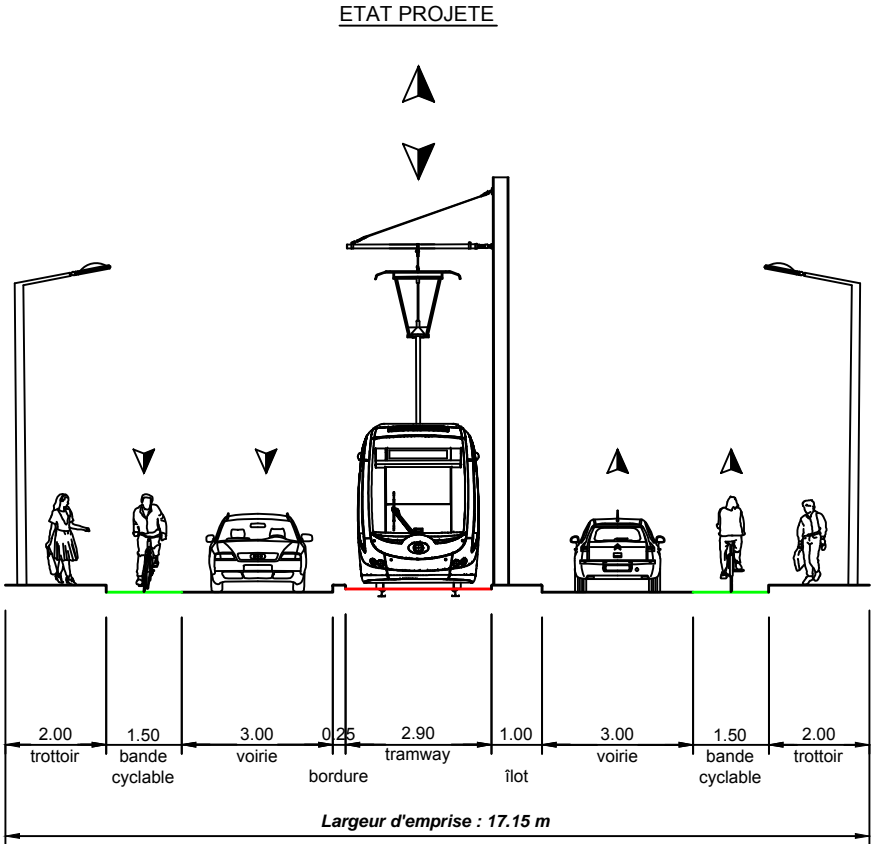 ETAT PROJETE
2.00 1.50 3.00 0.25 2.90 1.00 3.00 1.50 2.00
trottoir bande voirie tramway voirie bande trottoir
cyclable bordure îlot cyclable
Largeur d'emprise : 17.15 m